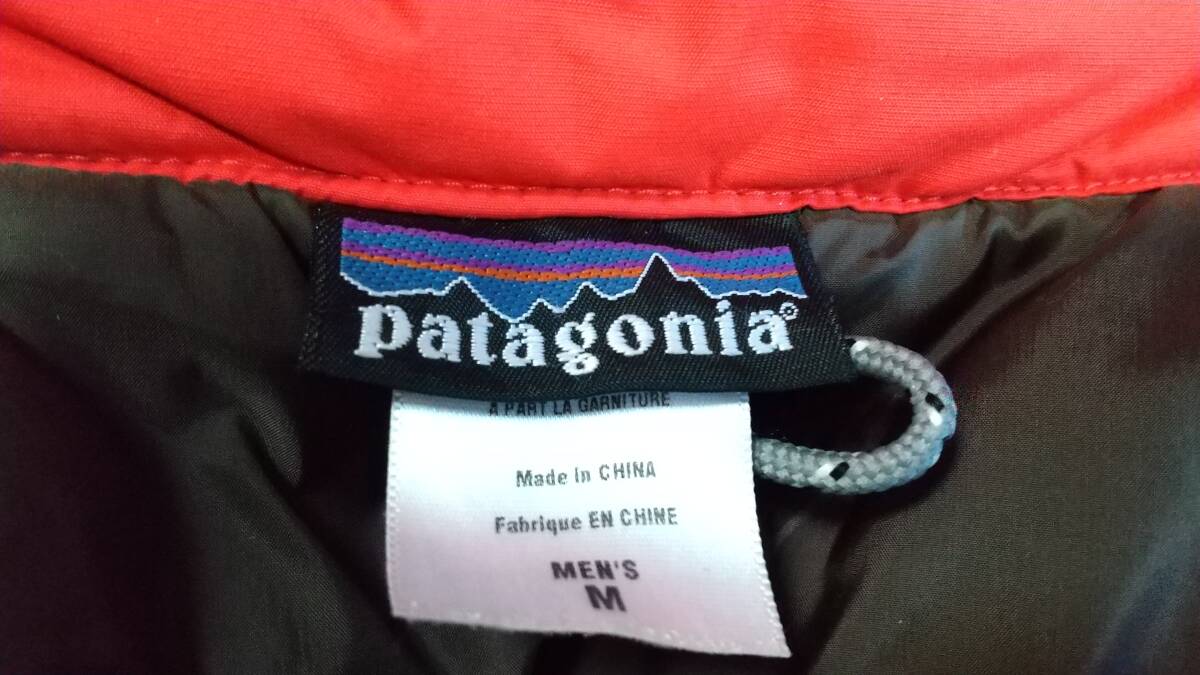 patagonia®
A PART LA GARNITURE
Made in CHINA
Fabrique EN CHINE
MEN'S
M